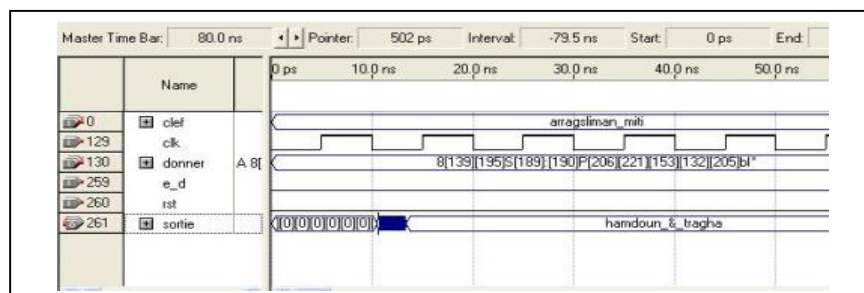 Master Time Bar: 80.0 ns Pointer: 502 ps Interval: -79.5 ns Start: 0 ps End:
Name
0 ps 10.0 ns 20.0 ns 30.0 ns 40.0 ns 50.0 ns
0 clef arragsliman_miti
129 clk
130 donner A 8[ 8[139][195]S[189]:[190]P[206][221][153][132][205]bl"
259 e_d
260 rst
261 sortie [0][0][0][0][0][0] hamdoun_&_tragha